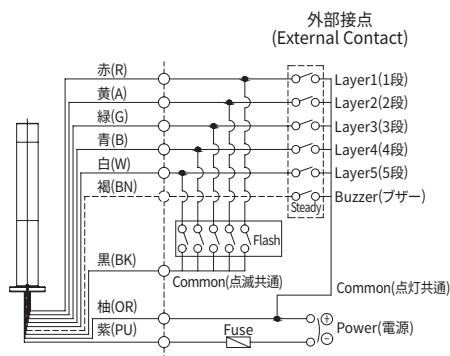 外部接点
(External Contact)
赤(R)
Layer1(1段)
黄(A)
Layer2(2段)
緑(G)
Layer3(3段)
青(B)
Layer4(4段)
白(W)
Layer5(5段)
褐(BN)
Buzzer(ブザー)
Steady
Flash
黒(BK)
Common(点滅共通)
Common(点灯共通)
柚(OR)
Fuse
+
Power(電源)
紫(PU)
−